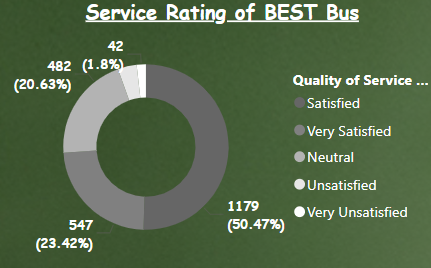 Service Rating of BEST Bus
42
(1.8%)
482
(20.63%)
547
(23.42%)
1179
(50.47%)
Quality of Service ...
Satisfied
Very Satisfied
Neutral
Unsatisfied
Very Unsatisfied